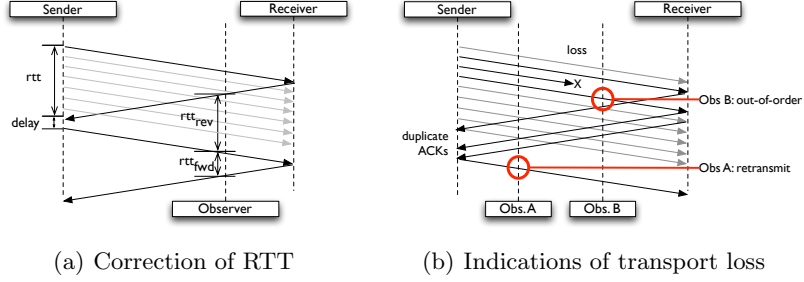 Sender
Receiver
rtt
delay
rtt
rev
rtt
fwd
Observer
(a) Correction of RTT
Sender
Receiver
loss
X
Obs B: out-of-order
duplicate
ACKs
Obs A: retransmit
Obs. A
Obs. B
(b) Indications of transport loss